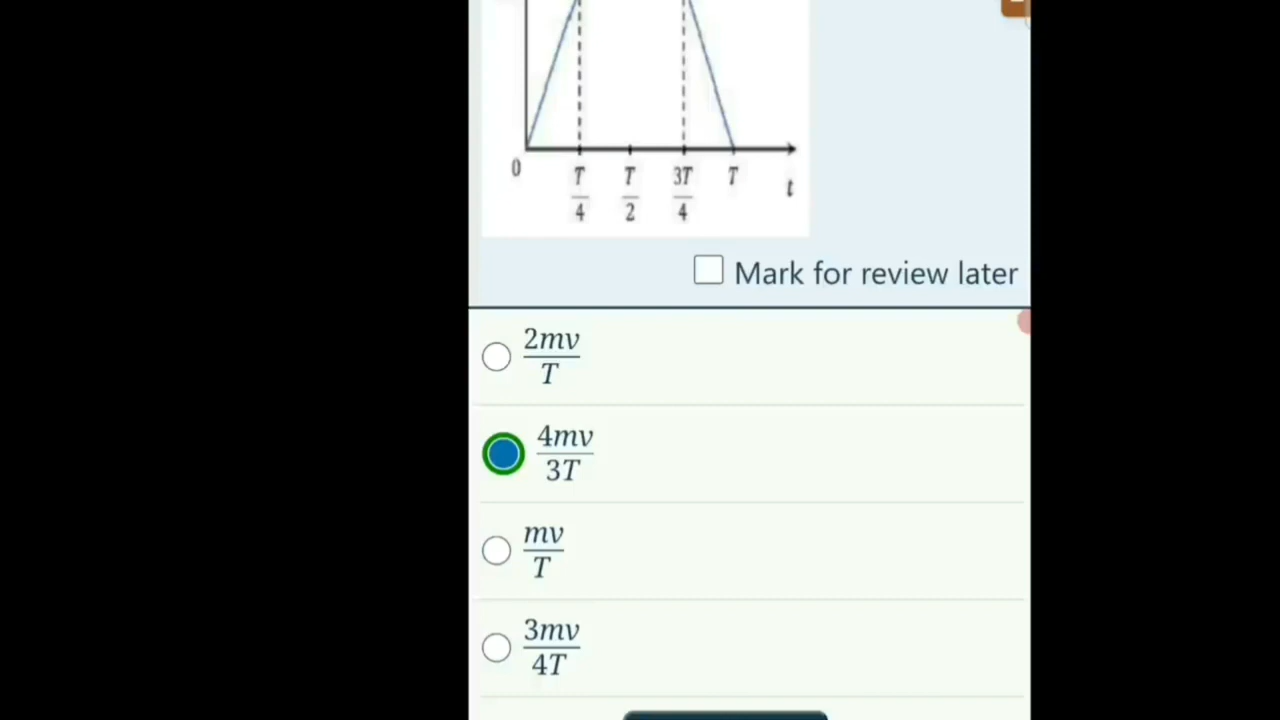 0
T/4 T/2 3T/4 T t
Mark for review later
2mv/T
4mv/3T
mv/T
3mv/4T